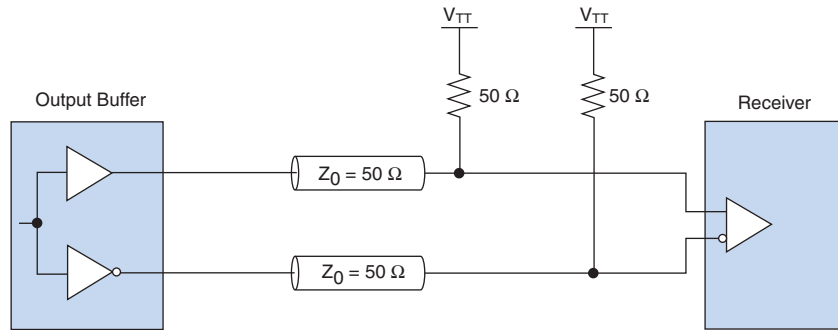 V_TT V_TT
50 Ω 50 Ω
Output Buffer Receiver
Z_0 = 50 Ω
Z_0 = 50 Ω